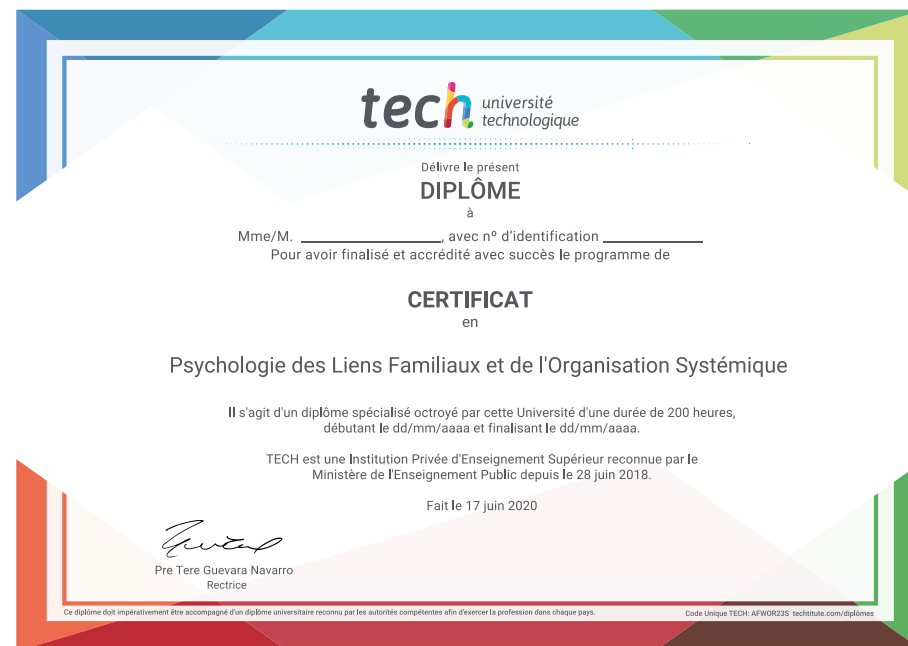 tech université
technologique
Délivre le présent
DIPLÔME
à
Mme/M. ____________________, avec nº d'identification ______________
Pour avoir finalisé et accrédité avec succès le programme de
CERTIFICAT
en
Psychologie des Liens Familiaux et de l'Organisation Systémique
Il s'agit d'un diplôme spécialisé octroyé par cette Université d'une durée de 200 heures,
débutant le dd/mm/aaaa et finalisant le dd/mm/aaaa.
TECH est une Institution Privée d'Enseignement Supérieur reconnue par le
Ministère de l'Enseignement Public depuis le 28 juin 2018.
Fait le 17 juin 2020
Pre Tere Guevara Navarro
Rectrice
Ce diplôme doit impérativement être accompagné d'un diplôme universitaire reconnu par les autorités compétentes afin d'exercer la profession dans chaque pays.
Code Unique TECH: AFWOR23S techtitute.com/diplômes